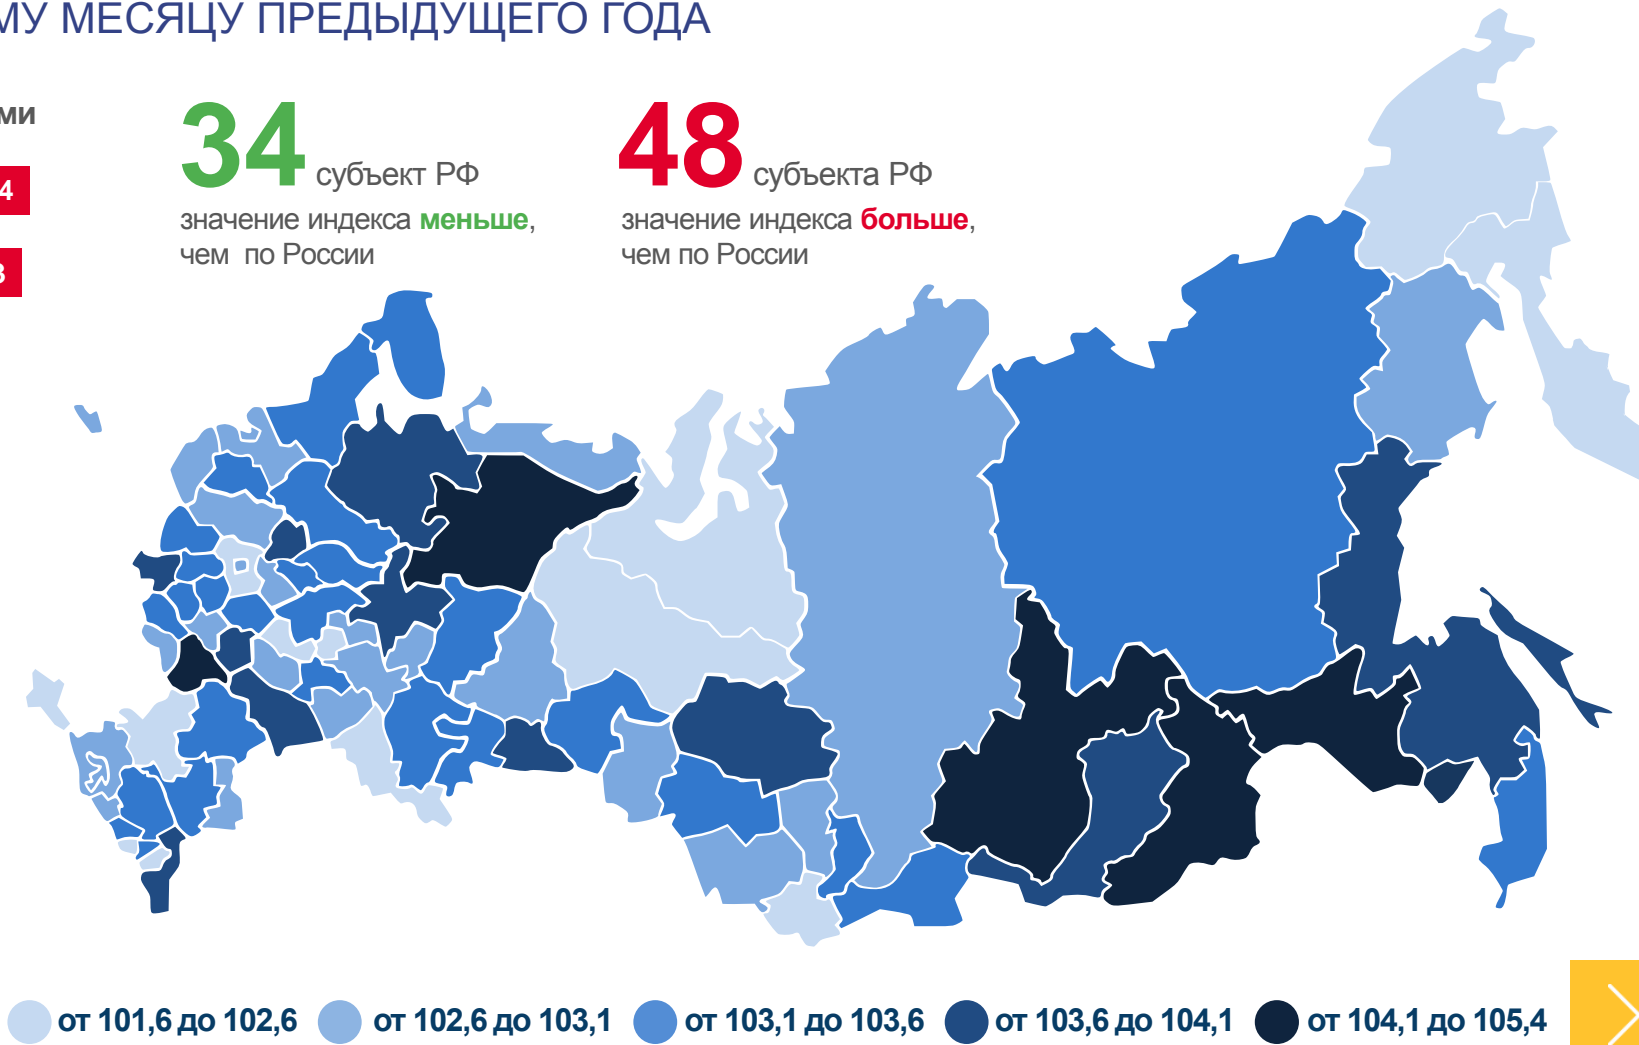 МУ МЕСЯЦУ ПРЕДЫДУЩЕГО ГОДА
ми
4
34 субъект РФ
значение индекса меньше,
чем по России
48 субъекта РФ
значение индекса больше,
чем по России
от 101,6 до 102,6
от 102,6 до 103,1
от 103,1 до 103,6
от 103,6 до 104,1
от 104,1 до 105,4